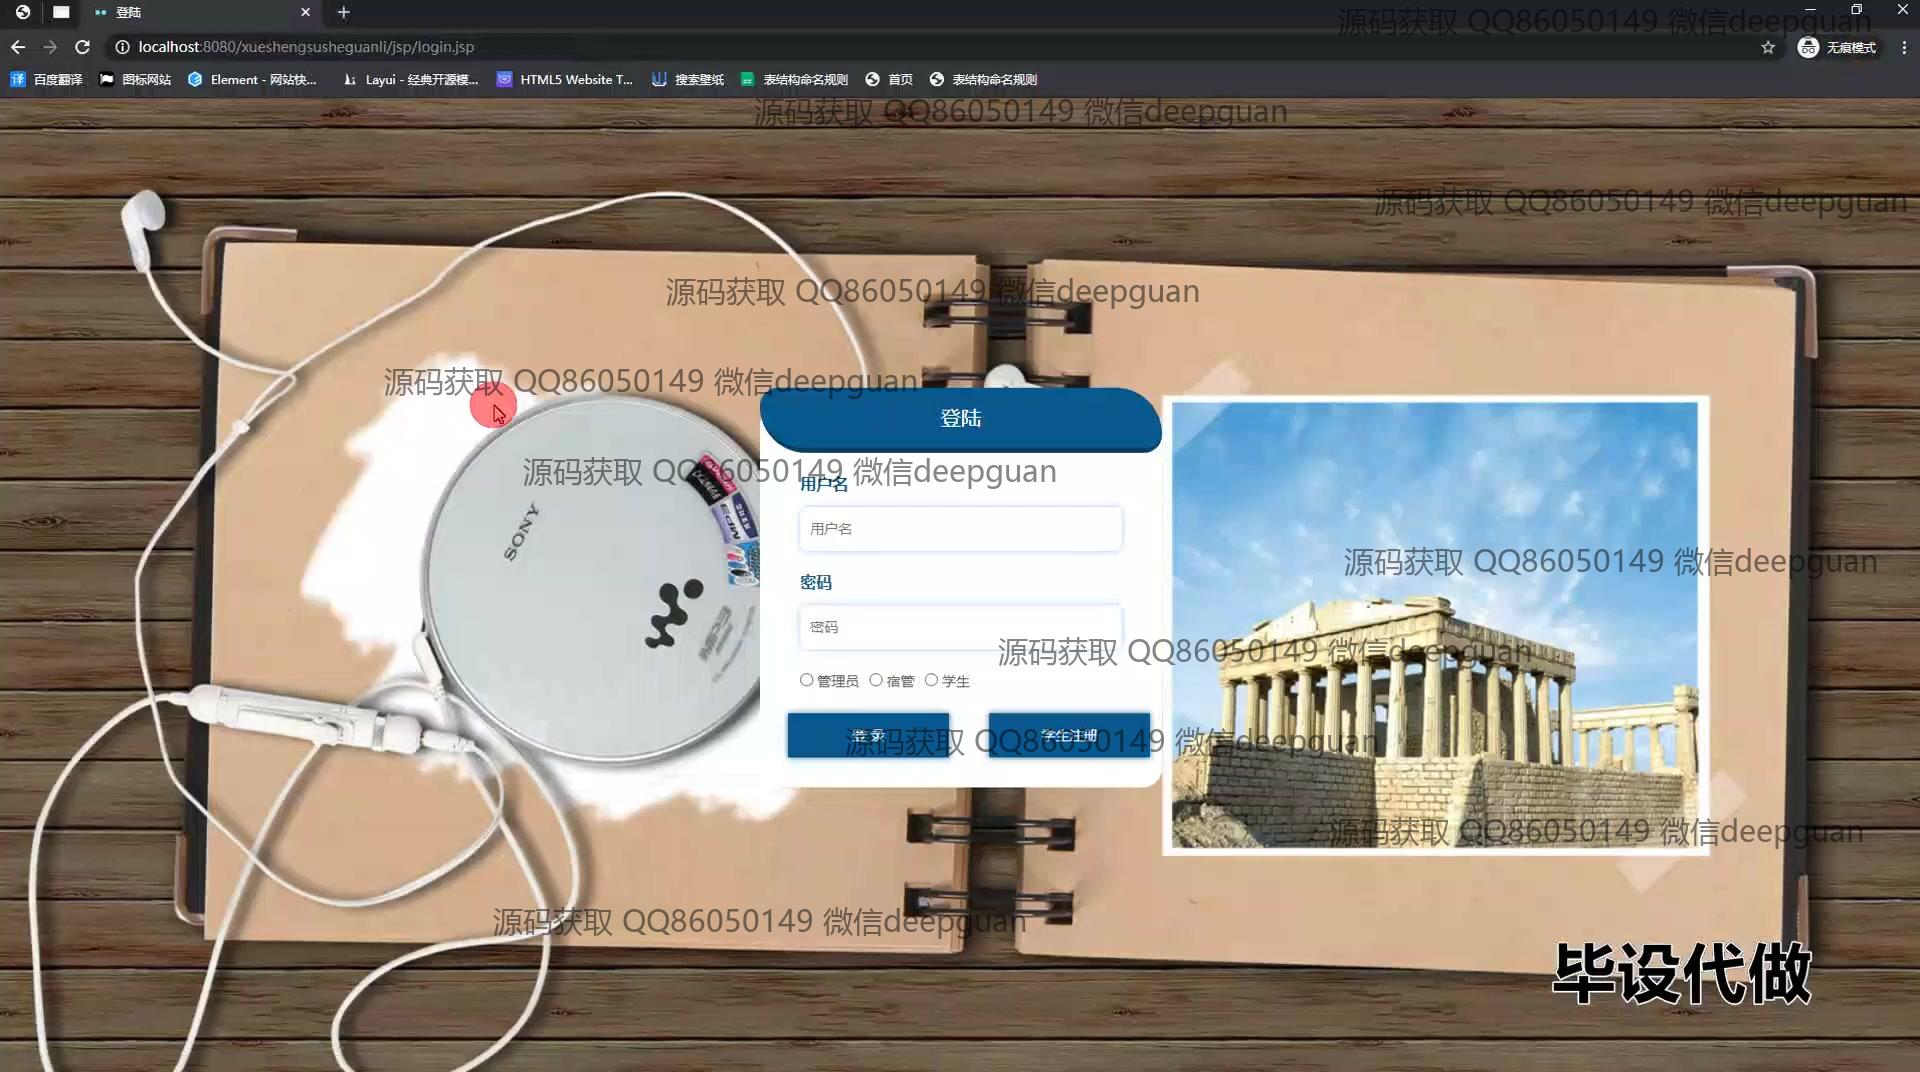 登陆
localhost:8080/xueshengsusheguanli/jsp/login.jsp
无痕模式
百度翻译
图标网站
Element - 网站快...
Layui - 经典开源模...
HTML5 Website T...
搜索壁纸
表结构命名规则
首页
表结构命名规则
源码获取 QQ86050149 微信deepguan
源码获取 QQ86050149 微信deepguan
源码获取 QQ86050149 微信deepguan
源码获取 QQ86050149 微信deepguan
源码获取 QQ86050149 微信deepguan
登陆
源码获取 QQ86050149 微信deepguan
用户名
用户名
SONY
源码获取 QQ86050149 微信deepguan
密码
密码
源码获取 QQ86050149 微信deepguan
管理员 宿管 学生
登 录
学生注册
源码获取 QQ86050149 微信deepguan
源码获取 QQ86050149 微信deepguan
源码获取 QQ86050149 微信deepguan
毕设代做